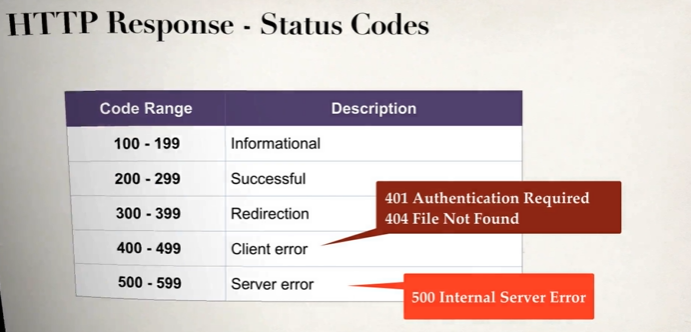 HTTP Response - Status Codes
Code Range Description
100 - 199 Informational
200 - 299 Successful
300 - 399 Redirection
401 Authentication Required
404 File Not Found
400 - 499 Client error
500 - 599 Server error
500 Internal Server Error